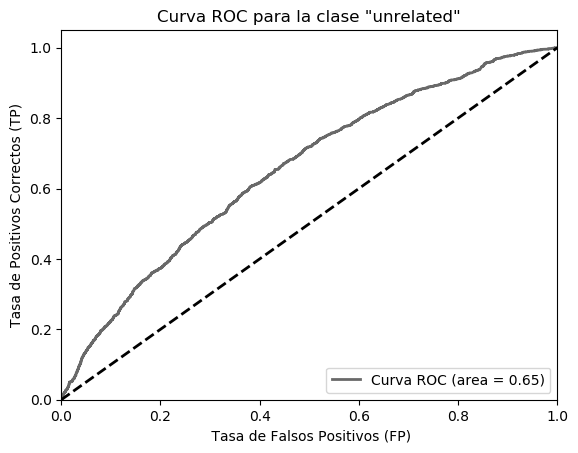 Curva ROC para la clase "unrelated"
Tasa de Positivos Correctos (TP)
1.0
0.8
0.6
0.4
0.2
0.0
Curva ROC (area = 0.65)
0.0 0.2 0.4 0.6 0.8 1.0
Tasa de Falsos Positivos (FP)